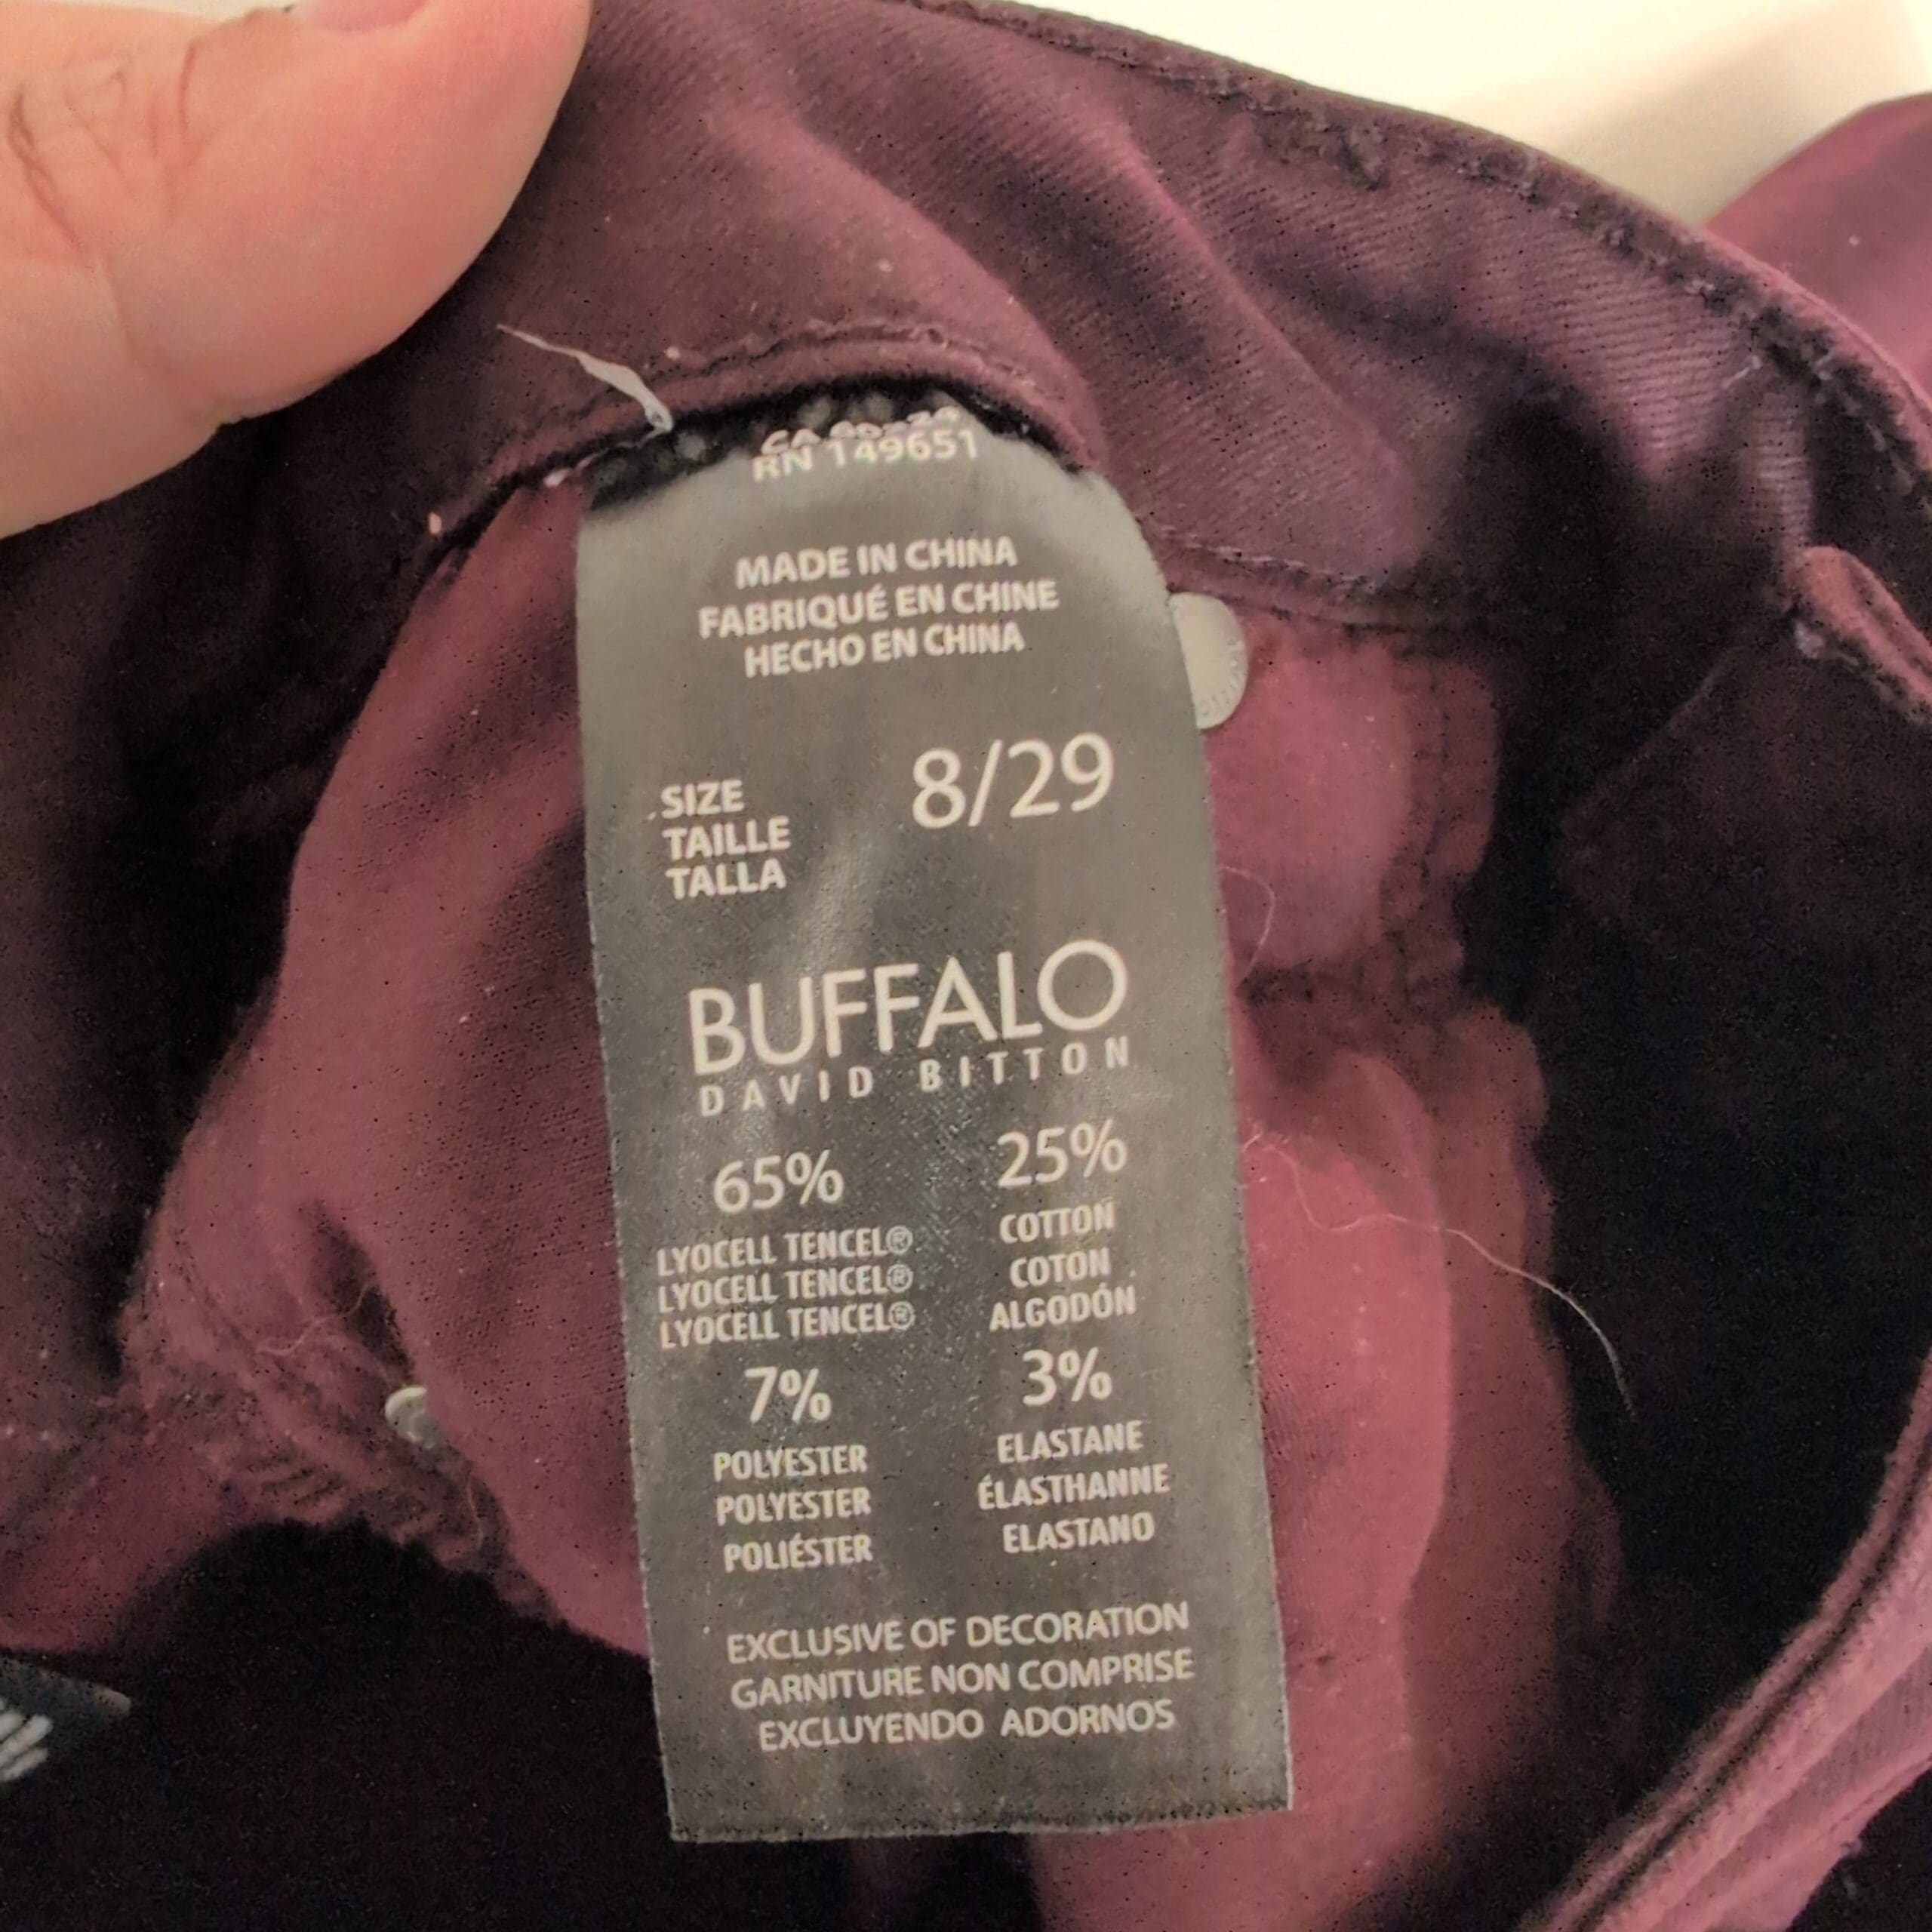 RN 149651
MADE IN CHINA
FABRIQUÉ EN CHINE
HECHO EN CHINA
SIZE 8/29
TAILLE
TALLA
BUFFALO
DAVID BITTON
65% 25%
LYOCELL TENCEL® COTTON
LYOCELL TENCEL® COTON
LYOCELL TENCEL® ALGODÓN
7% 3%
POLYESTER ELASTANE
POLYESTER ÉLASTHANNE
POLIÉSTER ELASTANO
EXCLUSIVE OF DECORATION
GARNITURE NON COMPRISE
EXCLUYENDO ADORNOS